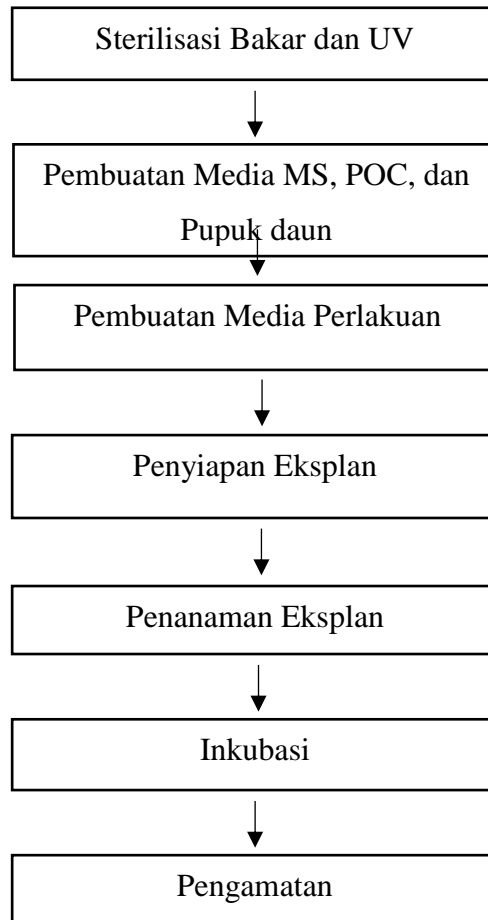 Sterilisasi Bakar dan UV
Pembuatan Media MS, POC, dan
Pupuk daun
Pembuatan Media Perlakuan
Penyiapan Eksplan
Penanaman Eksplan
Inkubasi
Pengamatan